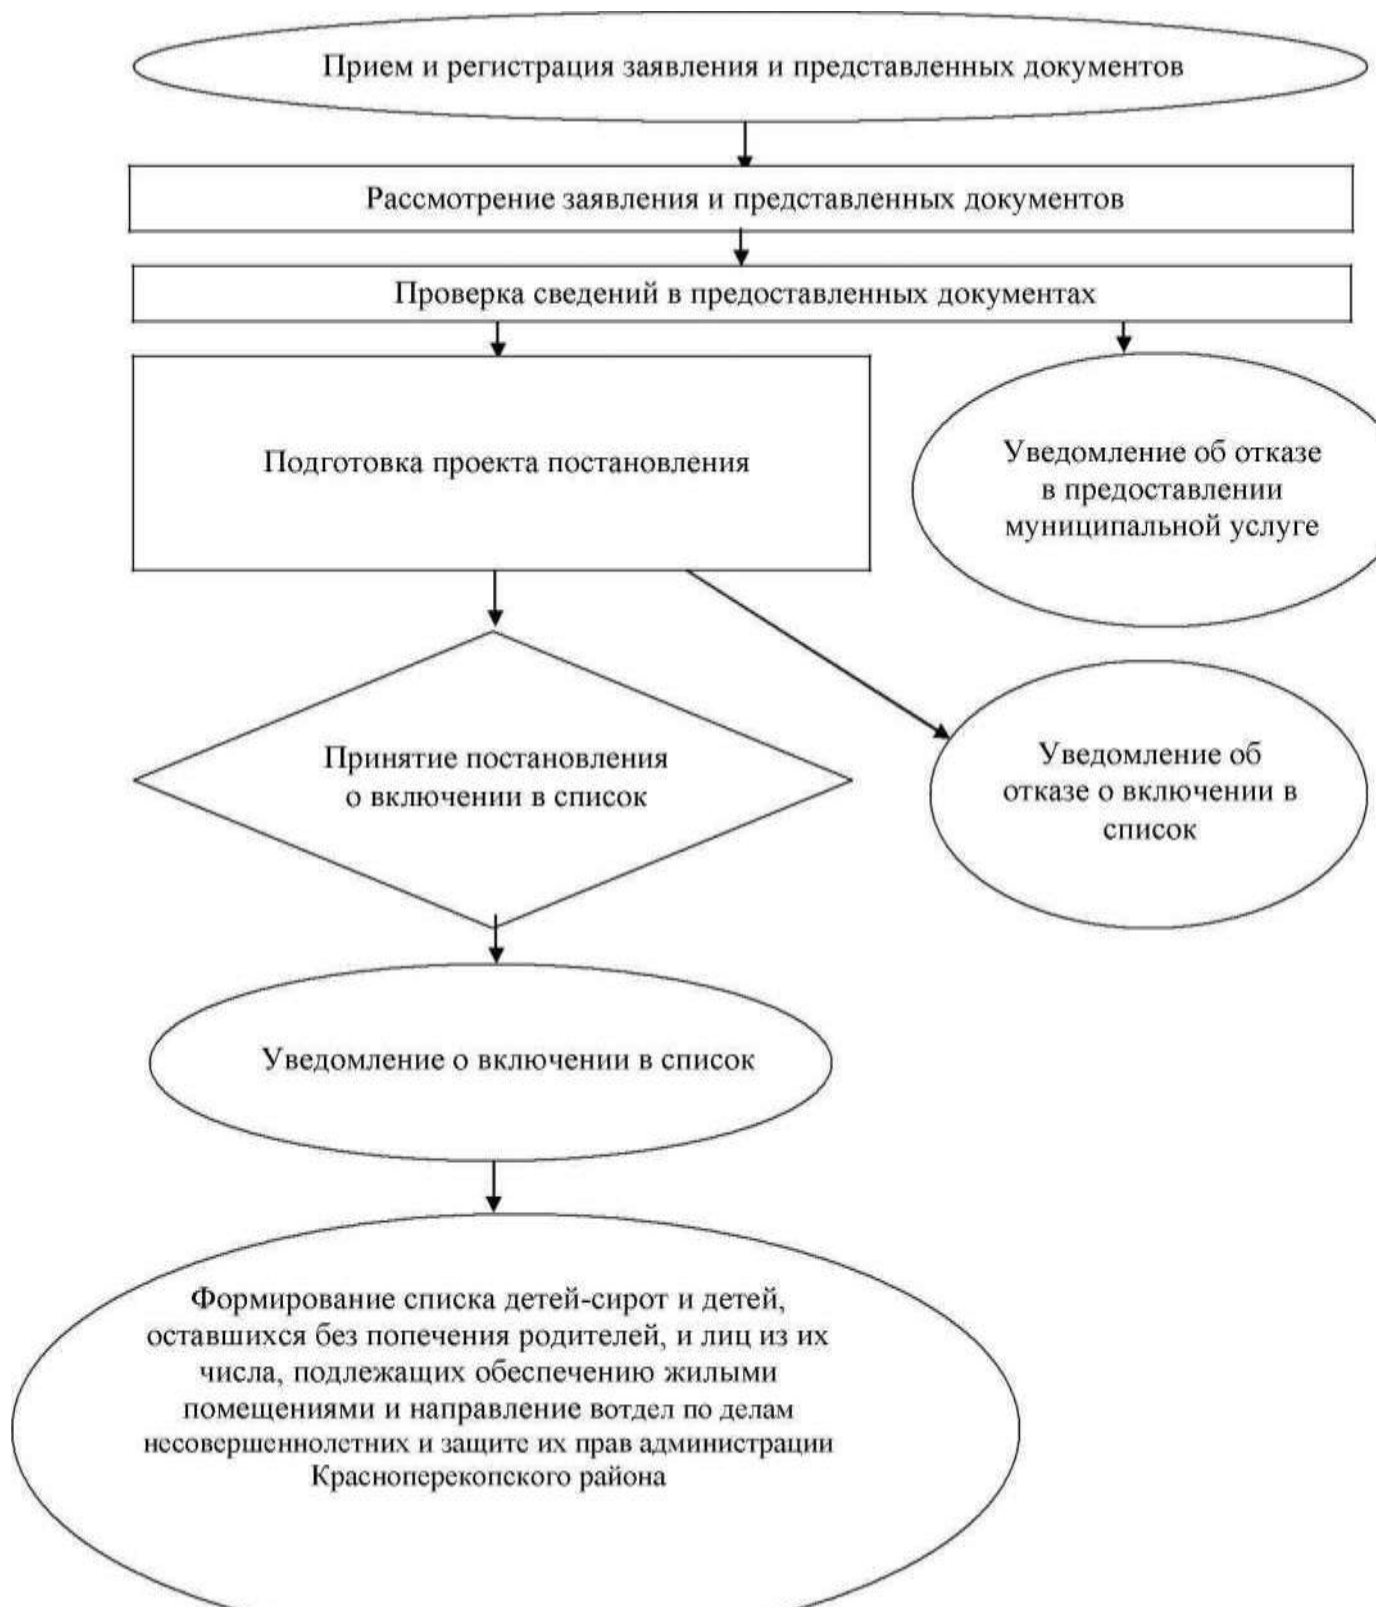 Прием и регистрация заявления и представленных документов
Рассмотрение заявления и представленных документов
Проверка сведений в предоставленных документах
Подготовка проекта постановления
Уведомление об отказе
в предоставлении
муниципальной услуге
Принятие постановления
о включении в список
Уведомление об
отказе о включении в
список
Уведомление о включении в список
Формирование списка детей-сирот и детей,
оставшихся без попечения родителей, и лиц из их
числа, подлежащих обеспечению жилыми
помещениями и направление вотдел по делам
несовершеннолетних и защите их прав администрации
Красноперекопского района